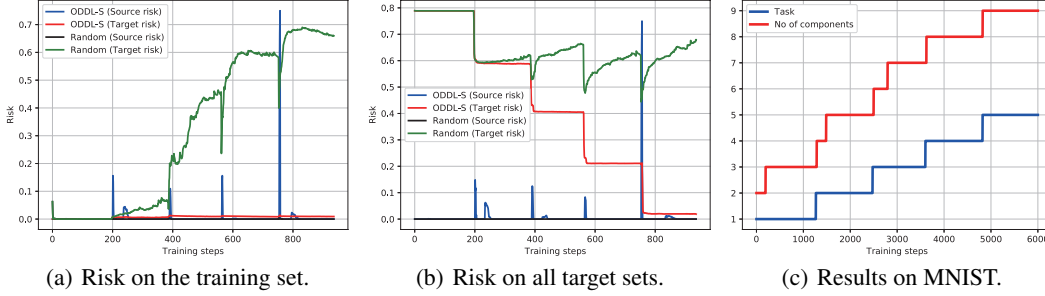 ODDL-S (Source risk)
ODDL-S (Target risk)
Random (Source risk)
Random (Target risk)
0.7
0.6
0.5
0.4
0.3
0.2
0.1
0.0
Risk
0 200 400 600 800
Training steps
(a) Risk on the training set.
0.8
0.7
0.6
0.5
0.4
0.3
0.2
0.1
0.0
Risk
ODDL-S (Source risk)
ODDL-S (Target risk)
Random (Source risk)
Random (Target risk)
0 200 400 600 800
Training steps
(b) Risk on all target sets.
Task
No of components
9
8
7
6
5
4
3
2
1
0 1000 2000 3000 4000 5000 6000
Training steps
(c) Results on MNIST.